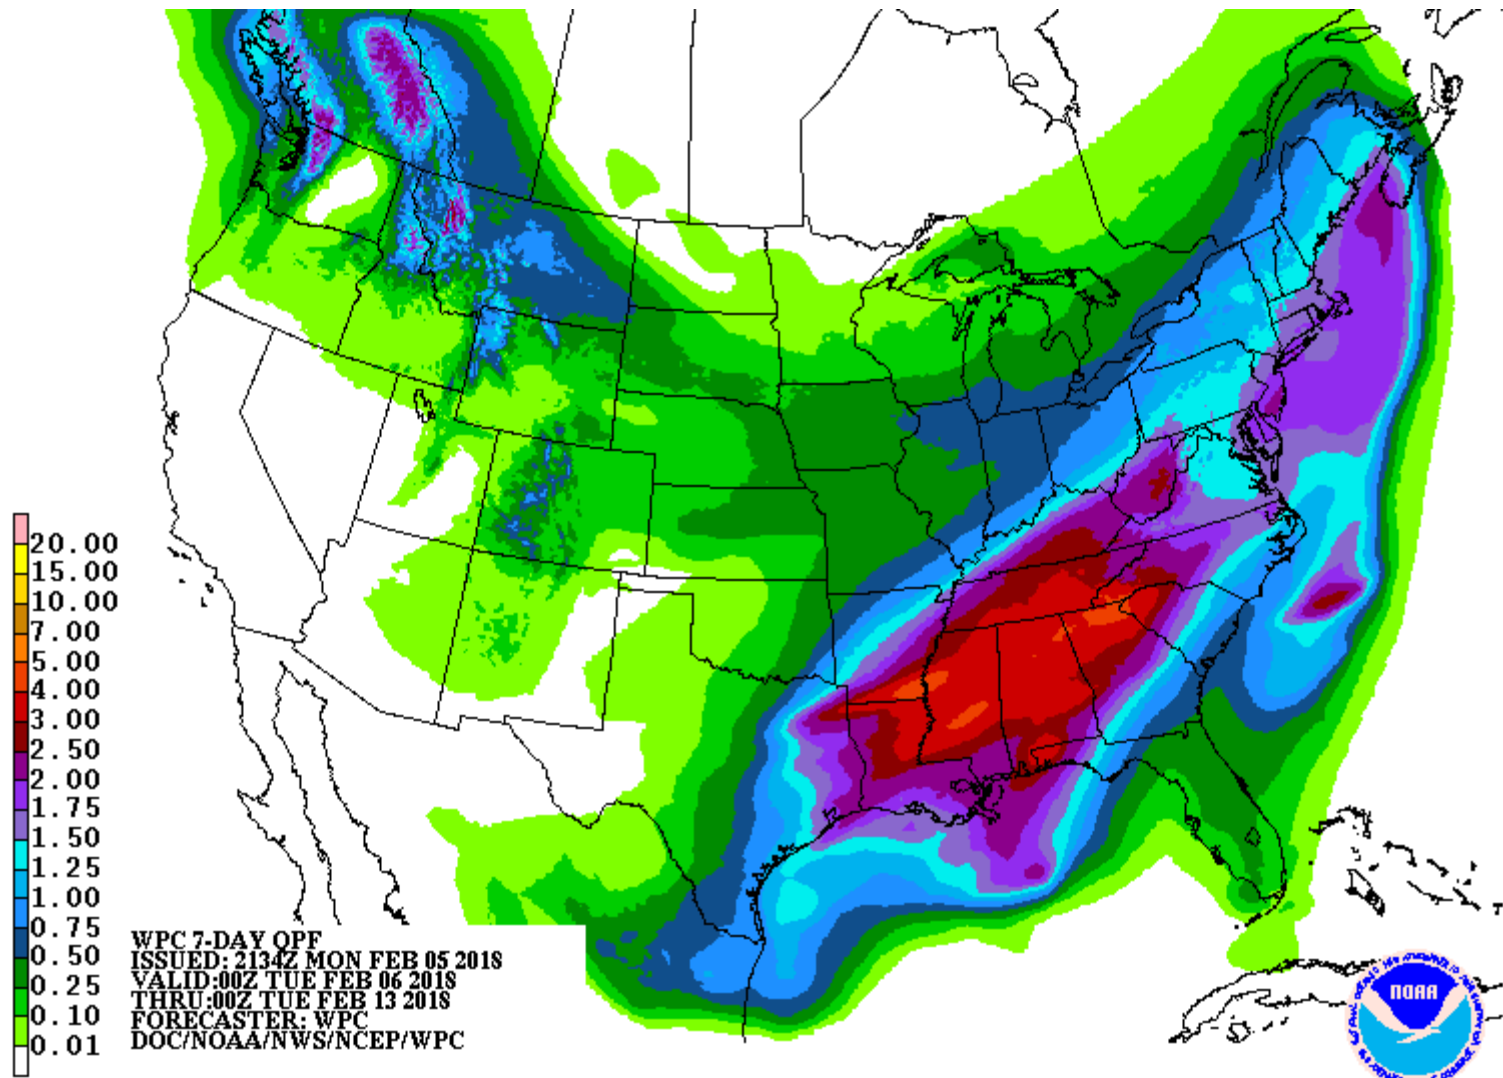 20.00
15.00
10.00
7.00
5.00
4.00
3.00
2.50
2.00
1.75
1.50
1.25
1.00
0.75
0.50
0.25
0.10
0.01
WPC 7-DAY QPF
ISSUED: 2134Z MON FEB 05 2018
VALID:00Z TUE FEB 06 2018
THRU:00Z TUE FEB 13 2018
FORECASTER: WPC
DOC/NOAA/NWS/NCEP/WPC
NOAA